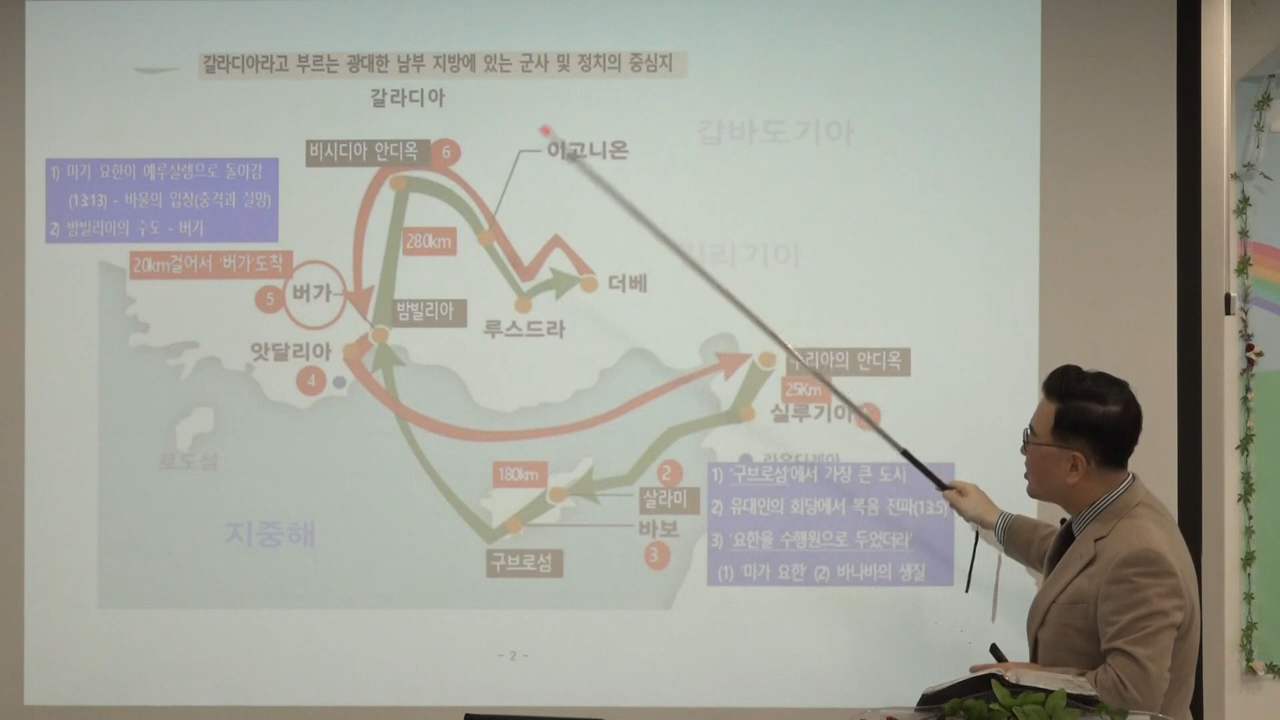 갈라디아라고 부르는 광대한 남부 지방에 있는 군사 및 정치의 중심지
갈라디아
갑바도기아
비시디아 안디옥
6
이고니온
1) 마가 요한이 예루살렘으로 돌아감
(13:13) - 바울의 입장(충격과 실망)
2) 밤빌리아의 수도 - 버가
280km
20km걸어서 '버가'도착
더베
5
버가
밤빌리아
루스드라
앗달리아
4
리아의 안디옥
25Km
실루기아
로도섬
180km
2
살라미
바보
3
지중해
구브로섬
1) '구브로섬'에서 가장 큰 도시
2) 유대인의 회당에서 복음 전파(13:5)
3) '요한을 수행원으로 두었더라'
(1) '마가 요한' (2) 바나바의 생질
- 2 -